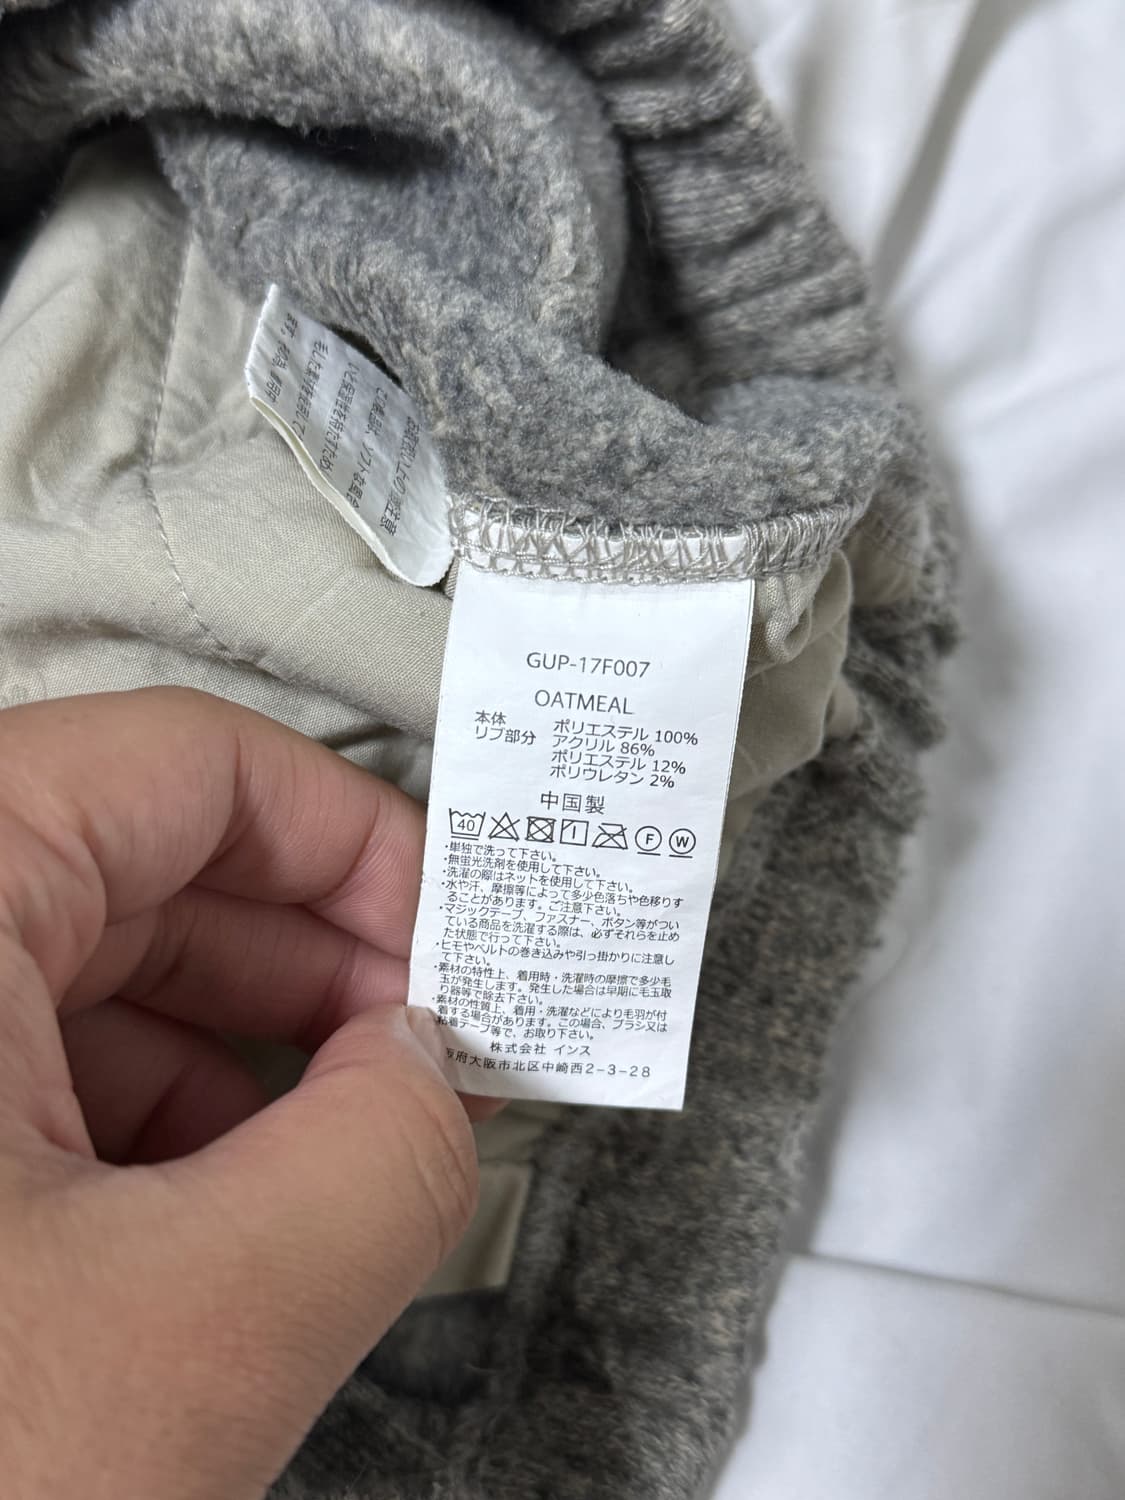 GUP-17F007
OATMEAL
本体 ポリエステル 100%
リブ部分 アクリル 86%
ポリエステル 12%
ポリウレタン 2%
中国製
40 F W
・単独で洗って下さい。
・無蛍光洗剤を使用して下さい。
・洗濯の際はネットを使用して下さい。
・水や汗、摩擦等によって多少色落ちや色移りす
ることがあります。ご注意下さい。
・マジックテープ、ファスナー、ボタン等がつい
ている商品を洗濯する際は、必ずそれらを止め
た状態で行って下さい。
・ヒモやベルトの巻き込みや引っ掛かりに注意し
て下さい。
・素材の特性上、着用時・洗濯時の摩擦で多少毛
玉が発生します。発生した場合は早期に毛玉取
り器等で除去下さい。
・素材の性質上、着用・洗濯などにより毛羽が付
着する場合があります。この場合、ブラシ又は
粘着テープ等で、お取り下さい。
株式会社 インス
府大阪市北区中崎西2-3-28